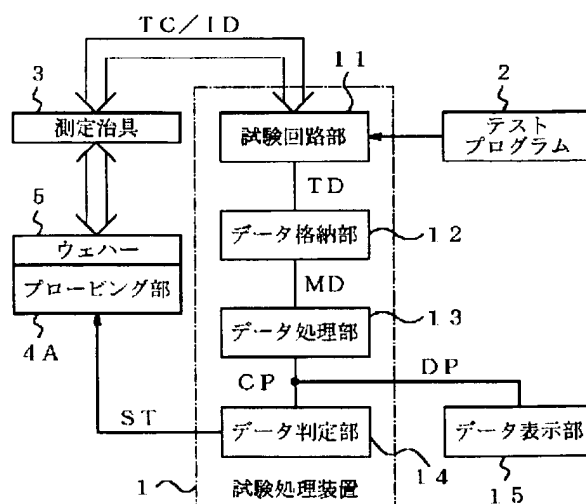 TC/ID
3
測定治具
11
試験回路部
2
テスト
プログラム
TD
5
ウェハー
プロービング部
4A
データ格納部
12
MD
データ処理部
13
CP
DP
ST
データ判定部
14
データ表示部
15
1
試験処理装置